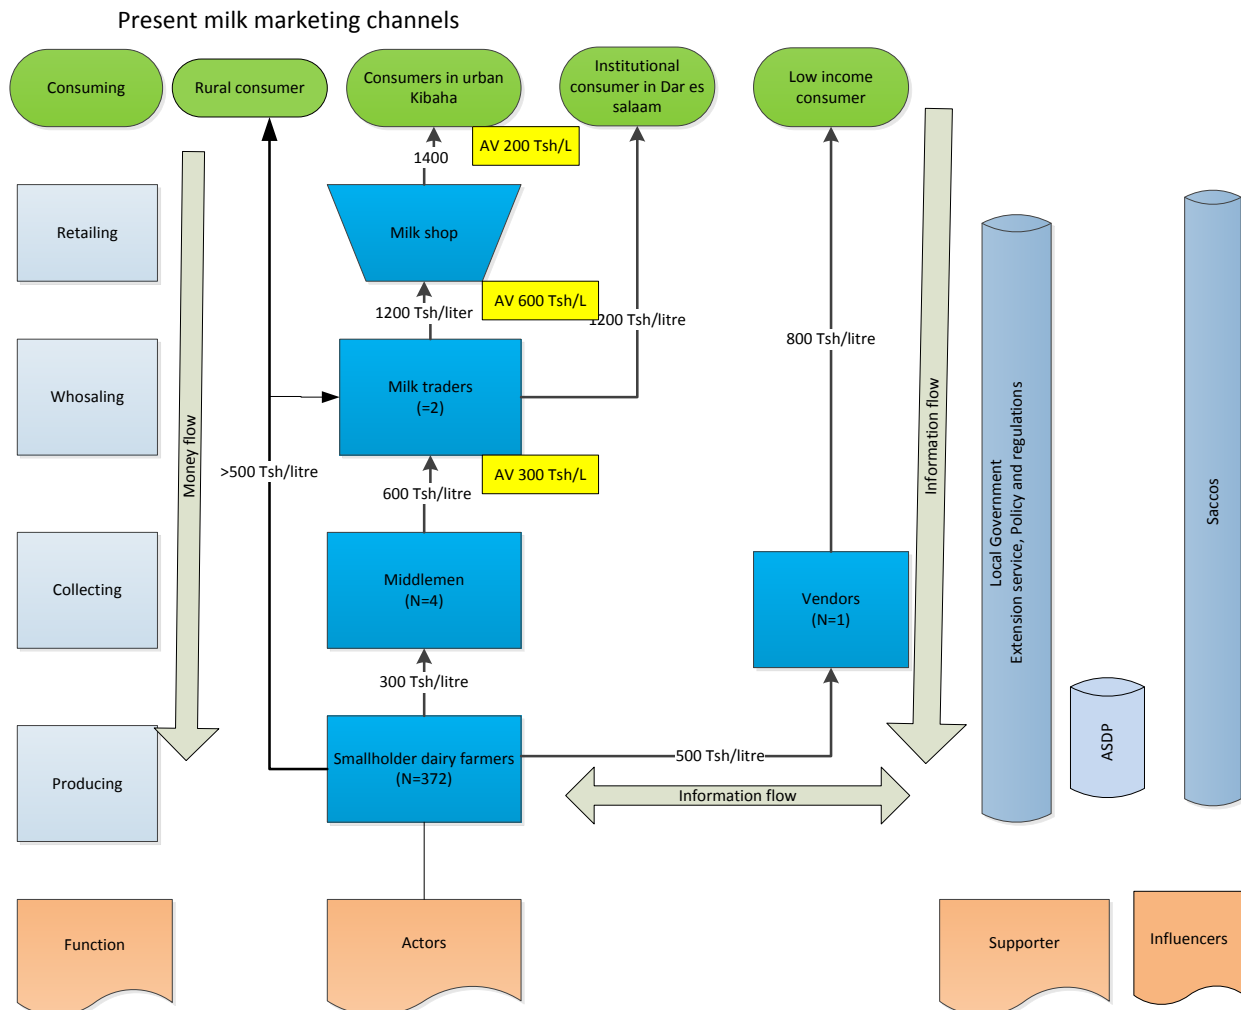 Present milk marketing channels
Consuming
Rural consumer
Consumers in urban
Kibaha
Institutional
consumer in Dar es
salaam
Low income
consumer
AV 200 Tsh/L
1400
Retailing
Milk shop
AV 600 Tsh/L
1200 Tsh/liter
1200 Tsh/litre
800 Tsh/litre
Whosaling
Milk traders
(=2)
Money flow
>500 Tsh/litre
AV 300 Tsh/L
600 Tsh/litre
Information flow
Local Government
Extension service, Policy and regulations
Saccos
Collecting
Middlemen
(N=4)
Vendors
(N=1)
300 Tsh/litre
Producing
Smallholder dairy farmers
(N=372)
500 Tsh/litre
Information flow
ASDP
Function
Actors
Supporter
Influencers